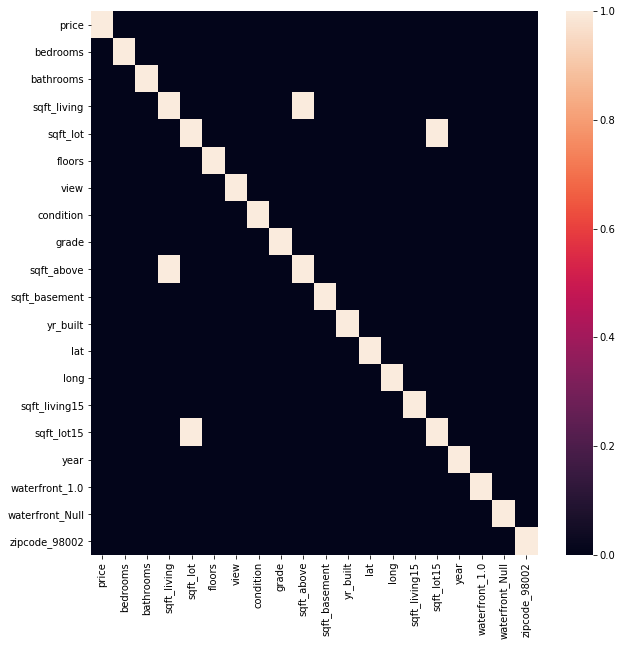 price
bedrooms
bathrooms
sqft_living
sqft_lot
floors
view
condition
grade
sqft_above
sqft_basement
yr_built
lat
long
sqft_living15
sqft_lot15
year
waterfront_1.0
waterfront_Null
zipcode_98002
price
bedrooms
bathrooms
sqft_living
sqft_lot
floors
view
condition
grade
sqft_above
sqft_basement
yr_built
lat
long
sqft_living15
sqft_lot15
year
waterfront_1.0
waterfront_Null
zipcode_98002
1.0
0.8
0.6
0.4
0.2
0.0